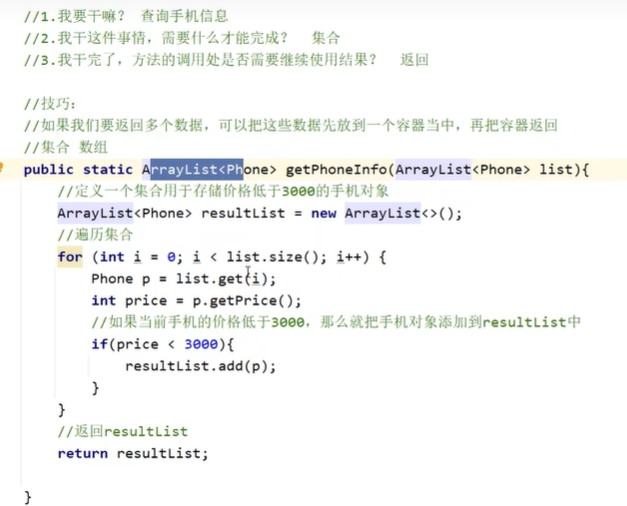 //1.我要干嘛？ 查询手机信息
//2.我干这件事情，需要什么才能完成？ 集合
//3.我干完了，方法的调用处是否需要继续使用结果？ 返回
//技巧：
//如果我们要返回多个数据，可以把这些数据先放到一个容器当中，再把容器返回
//集合 数组
public static ArrayList<Phone> getPhoneInfo(ArrayList<Phone> list){
//定义一个集合用于存储价格低于3000的手机对象
ArrayList<Phone> resultList = new ArrayList<>();
//遍历集合
for (int i = 0; i < list.size(); i++) {
Phone p = list.get(i);
int price = p.getPrice();
//如果当前手机的价格低于3000，那么就把手机对象添加到resultList中
if(price < 3000){
resultList.add(p);
}
}
//返回resultList
return resultList;
}